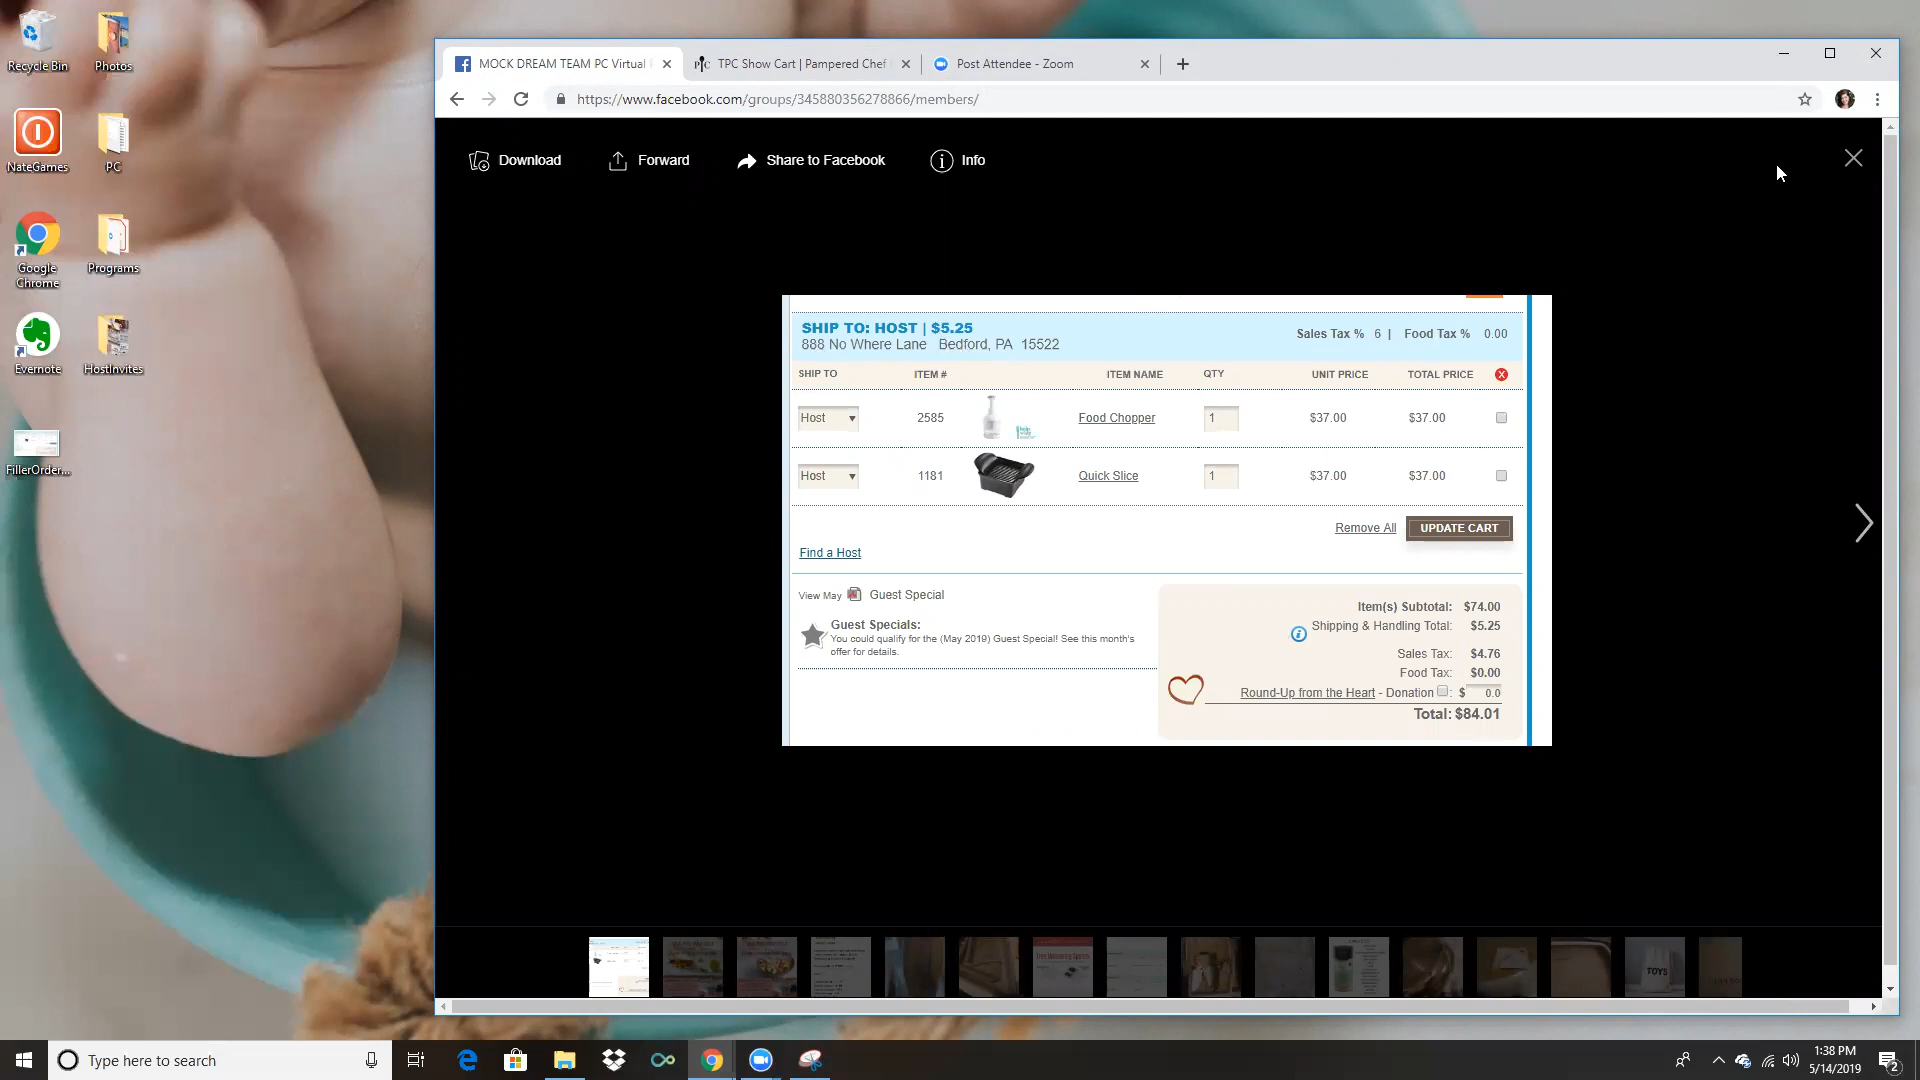 Recycle Bin
Photos
NateGames
PC
Google Chrome
Programs
Evernote
HostInvites
FillerOrder...
MOCK DREAM TEAM PC Virtual
TPC Show Cart | Pampered Chef
Post Attendee - Zoom
https://www.facebook.com/groups/345880356278866/members/
Download
Forward
Share to Facebook
Info
SHIP TO: HOST | $5.25
888 No Where Lane Bedford, PA 15522
Sales Tax % 6 | Food Tax % 0.00
SHIP TO ITEM # ITEM NAME QTY UNIT PRICE TOTAL PRICE
Host 2585 Food Chopper 1 $37.00 $37.00
Host 1181 Quick Slice 1 $37.00 $37.00
Remove All UPDATE CART
Find a Host
View May Guest Special
Guest Specials:
You could qualify for the (May 2019) Guest Special! See this month's
offer for details.
Item(s) Subtotal: $74.00
Shipping & Handling Total: $5.25
Sales Tax: $4.76
Food Tax: $0.00
Round-Up from the Heart - Donation : $ 0.0
Total: $84.01
TOYS
Type here to search
1:38 PM
5/14/2019
2